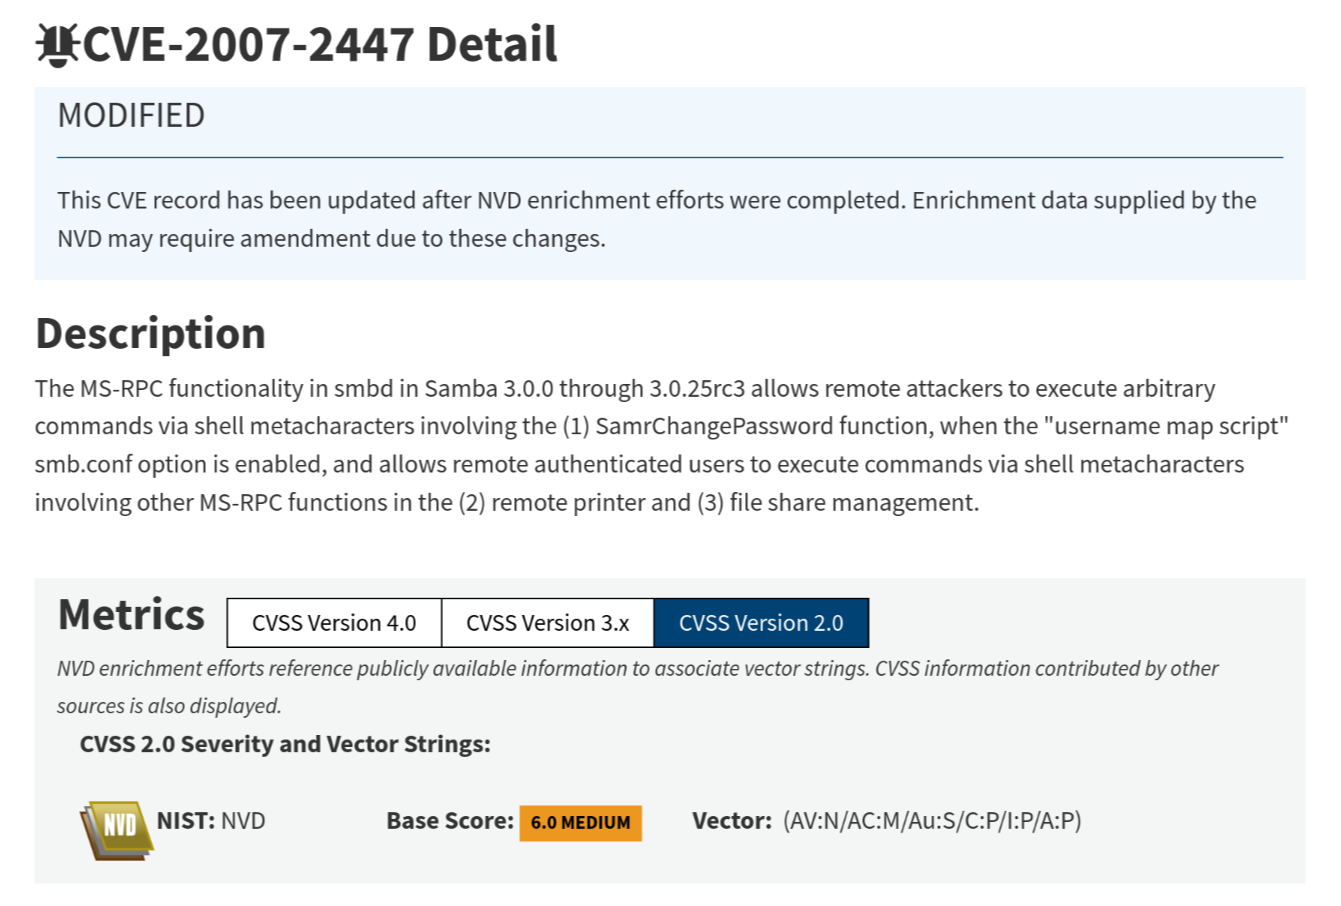 CVE-2007-2447 Detail
MODIFIED
This CVE record has been updated after NVD enrichment efforts were completed. Enrichment data supplied by the
NVD may require amendment due to these changes.
Description
The MS-RPC functionality in smbd in Samba 3.0.0 through 3.0.25rc3 allows remote attackers to execute arbitrary
commands via shell metacharacters involving the (1) SamrChangePassword function, when the "username map script"
smb.conf option is enabled, and allows remote authenticated users to execute commands via shell metacharacters
involving other MS-RPC functions in the (2) remote printer and (3) file share management.
Metrics CVSS Version 4.0 CVSS Version 3.x CVSS Version 2.0
NVD enrichment efforts reference publicly available information to associate vector strings. CVSS information contributed by other
sources is also displayed.
CVSS 2.0 Severity and Vector Strings:
NVD NIST: NVD Base Score: 6.0 MEDIUM Vector: (AV:N/AC:M/Au:S/C:P/I:P/A:P)